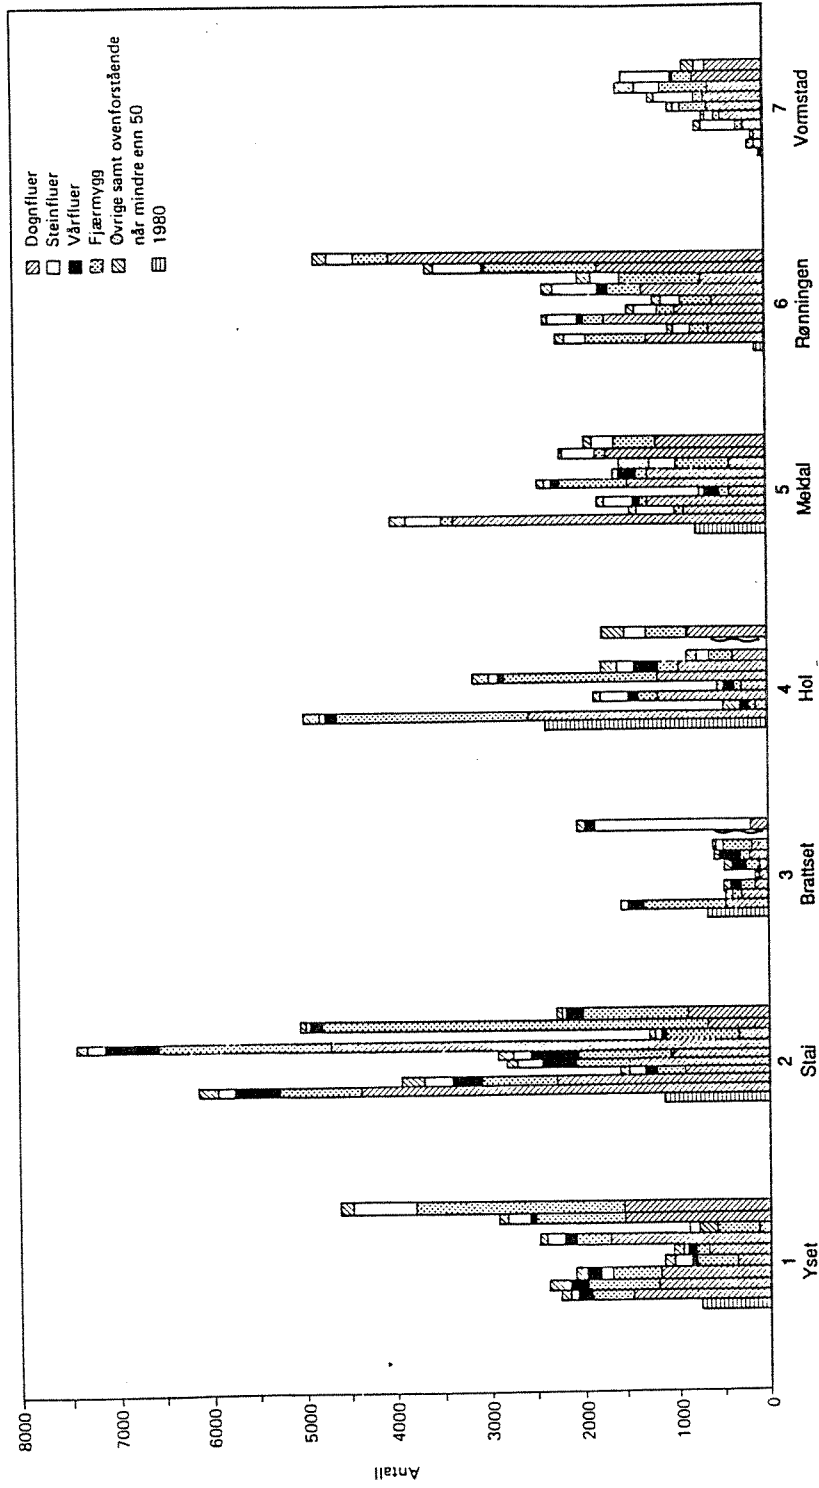 Dognfluer
Steinfluer
Vårfluer
Fjærmygg
Øvrige samt ovenforstående
når mindre enn 50
1980
Antall
8000
7000
6000
5000
4000
3000
2000
1000
0
1
Yset
2
Stai
3
Brattset
4
Hol
5
Meldal
6
Rønningen
7
Vormstad